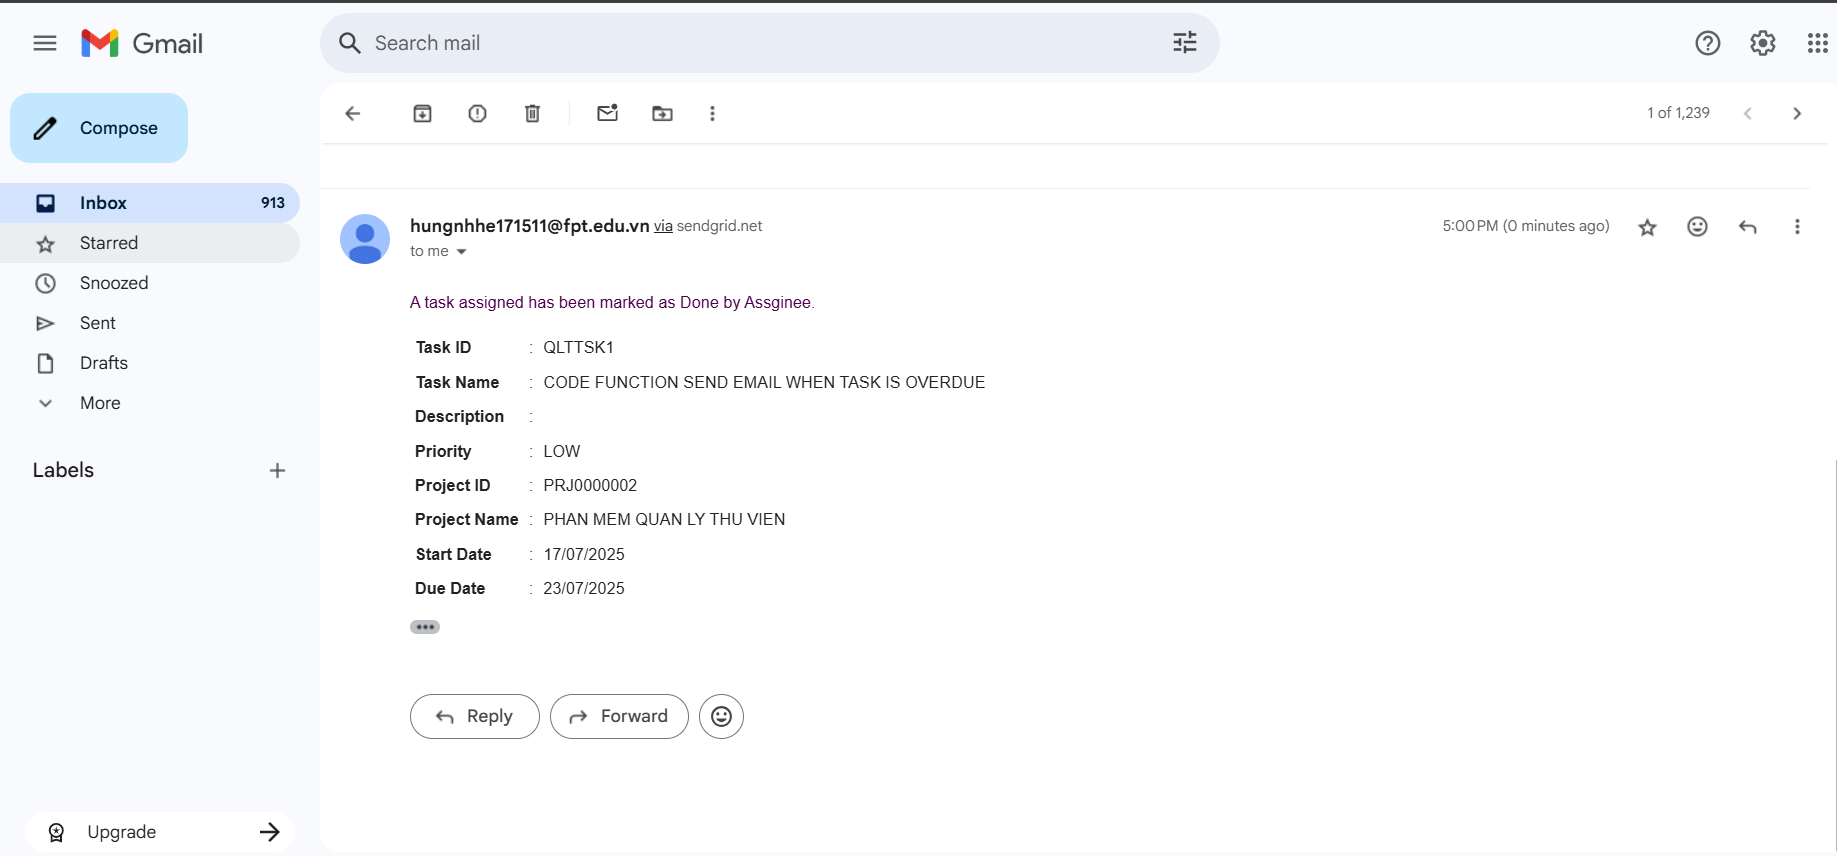 Gmail
Search mail
Compose
1 of 1,239
Inbox 913
Starred
Snoozed
Sent
Drafts
More
Labels
Upgrade
hungnhhe171511@fpt.edu.vn via sendgrid.net
5:00 PM (0 minutes ago)
to me
A task assigned has been marked as Done by Assginee.
Task ID : QLTTSK1
Task Name : CODE FUNCTION SEND EMAIL WHEN TASK IS OVERDUE
Description :
Priority : LOW
Project ID : PRJ0000002
Project Name : PHAN MEM QUAN LY THU VIEN
Start Date : 17/07/2025
Due Date : 23/07/2025
Reply
Forward